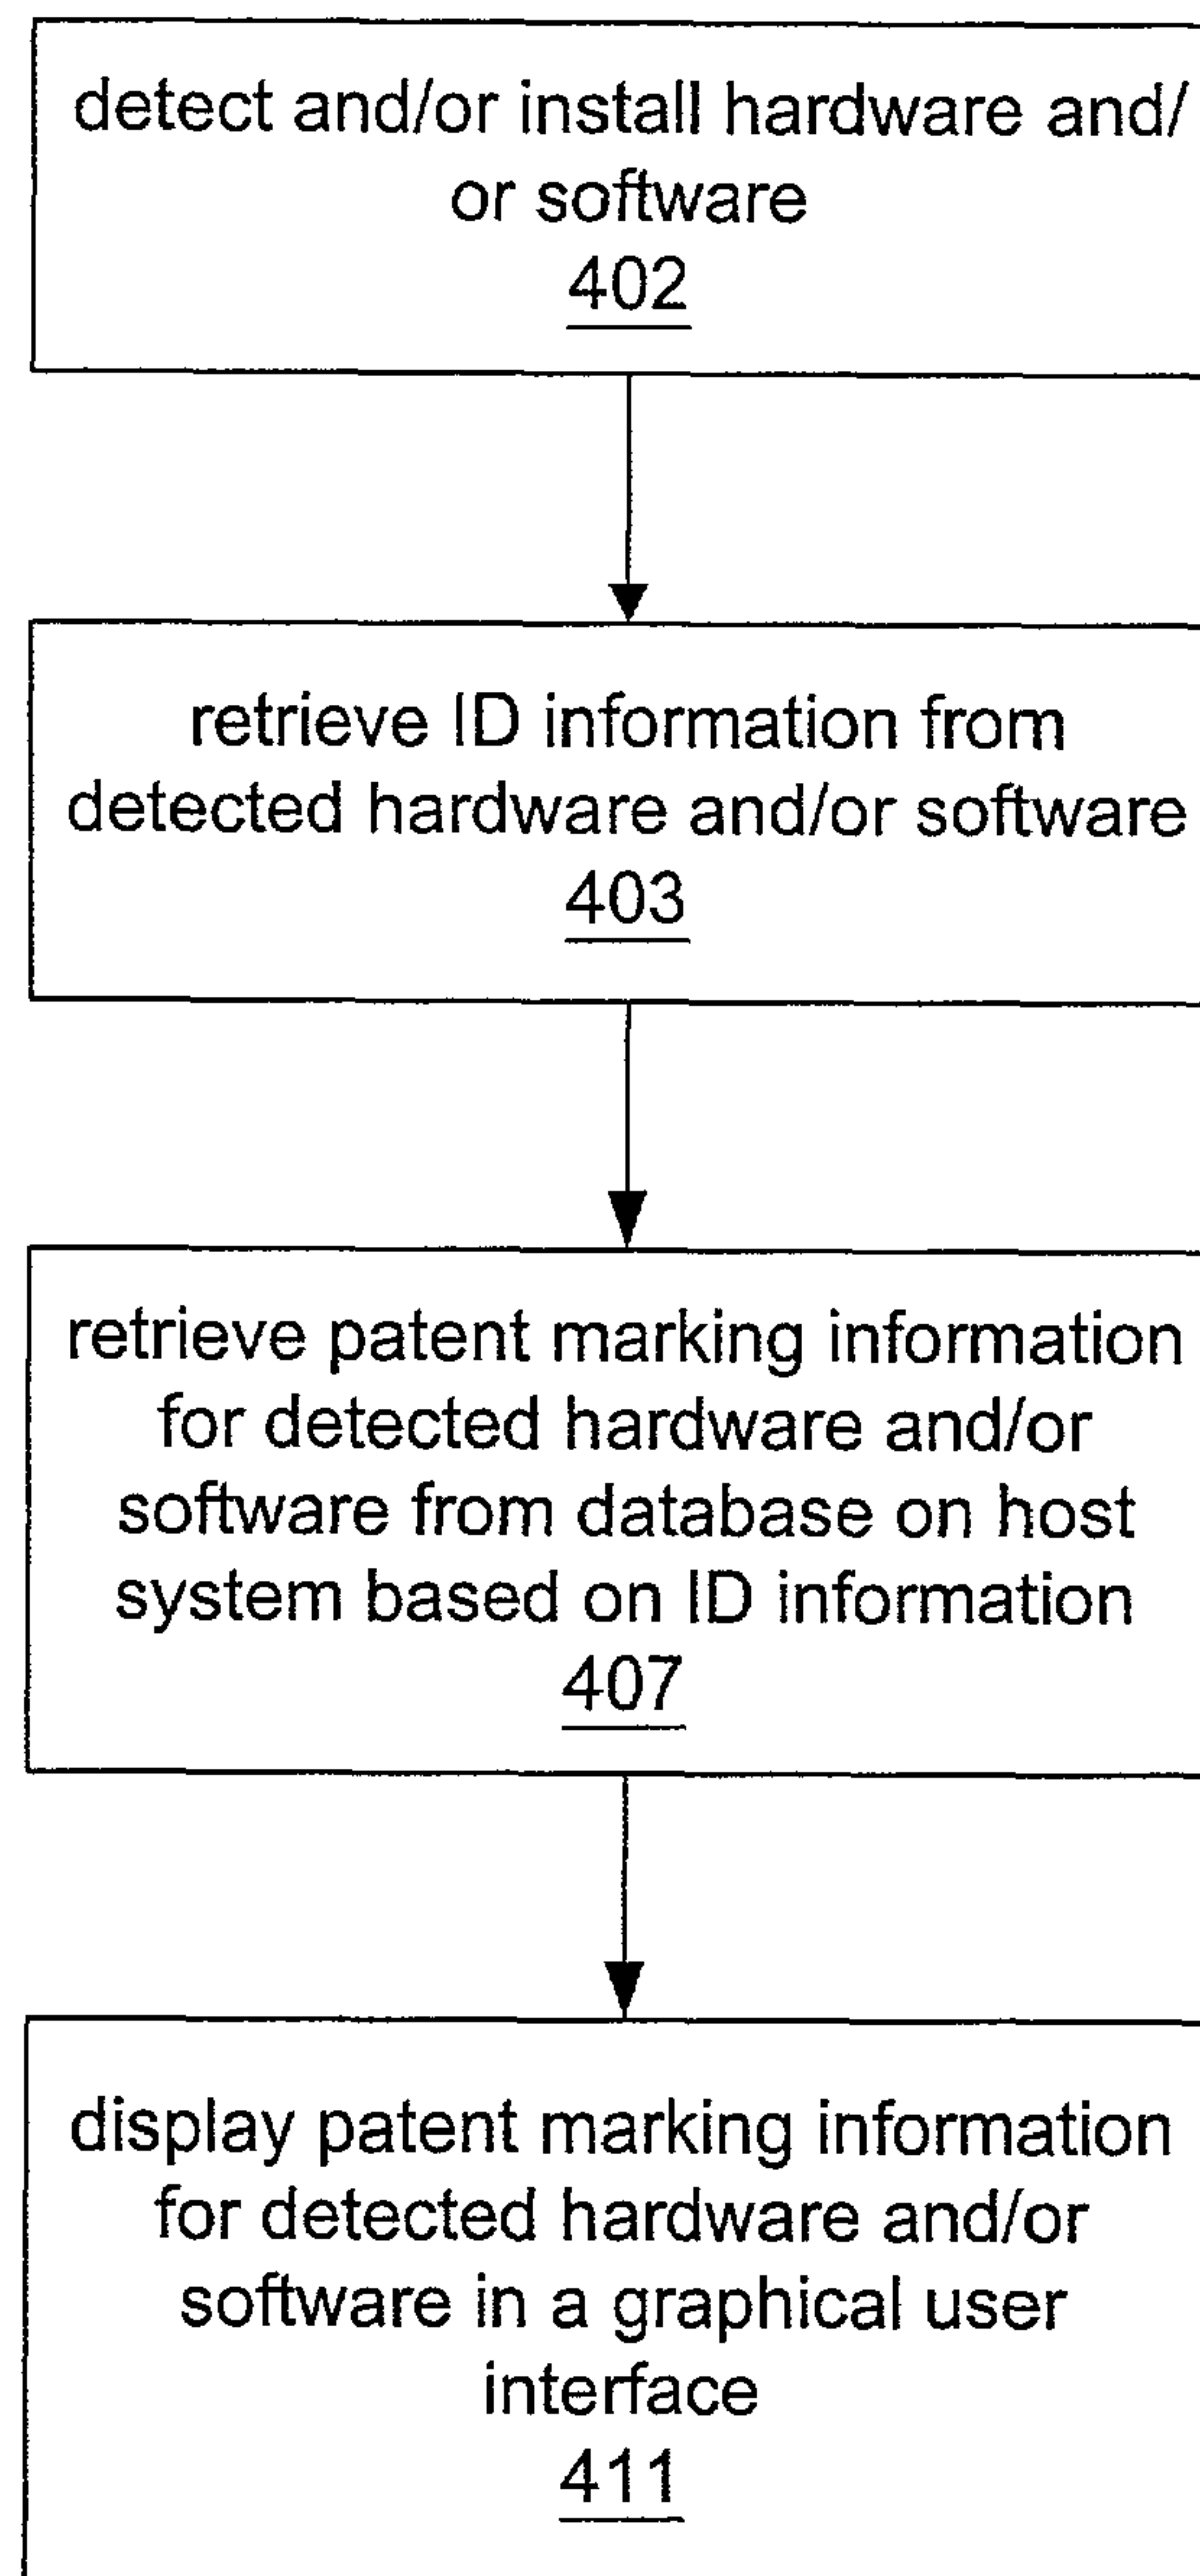 detect and/or install hardware and/
or software
402
retrieve ID information from
detected hardware and/or software
403
retrieve patent marking information
for detected hardware and/or
software from database on host
system based on ID information
407
display patent marking information
for detected hardware and/or
software in a graphical user
interface
411